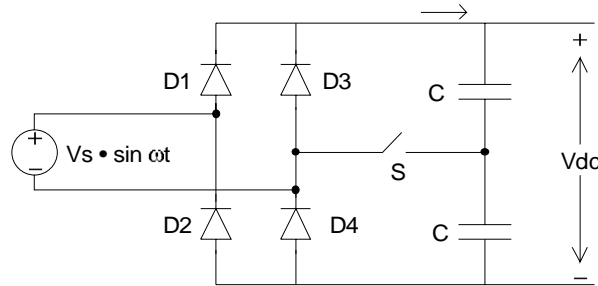 D1
D3
C
+
+
−
Vs • sin ωt
S
Vdc
D2
D4
C
−